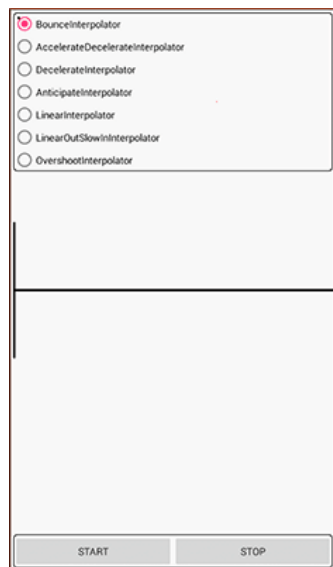 BounceInterpolator
AccelerateDecelerateInterpolator
DecelerateInterpolator
AnticipateInterpolator
LinearInterpolator
LinearOutSlowInInterpolator
OvershootInterpolator
START STOP